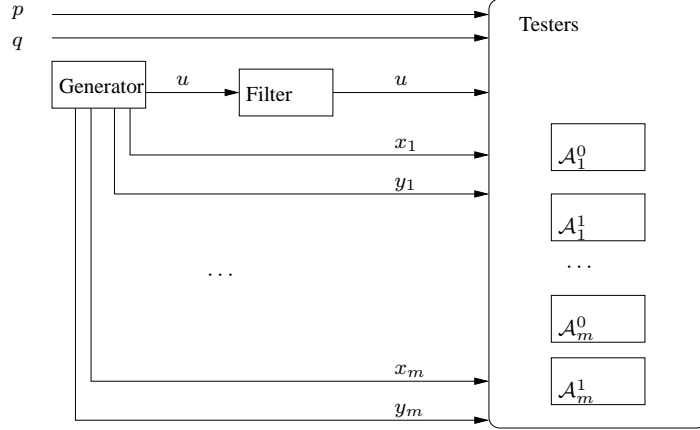 p
q
Testers
Generator
u
Filter
u
x₁
𝒜₁⁰
y₁
𝒜₁¹
...
...
𝒜ₘ⁰
xₘ
𝒜ₘ¹
yₘ